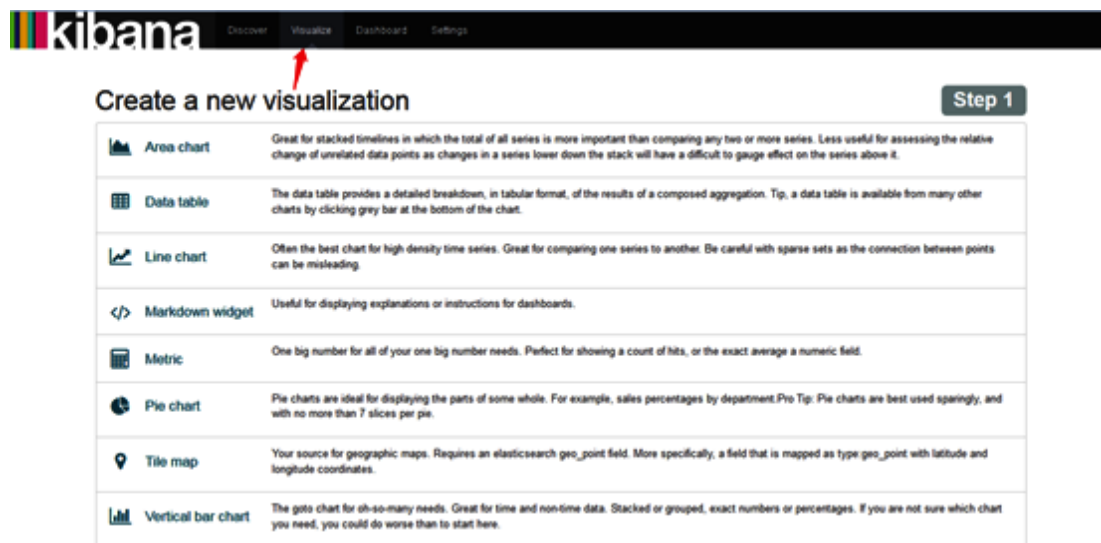 kibana Discover Visualize Dashboard Settings
Create a new visualization Step 1
Area chart
Great for stacked timelines in which the total of all series is more important than comparing any two or more series. Less useful for assessing the relative
change of unrelated data points as changes in a series lower down the stack will have a difficult to gauge effect on the series above it.
Data table
The data table provides a detailed breakdown, in tabular format, of the results of a composed aggregation. Tip, a data table is available from many other
charts by clicking grey bar at the bottom of the chart.
Line chart
Often the best chart for high density time series. Great for comparing one series to another. Be careful with sparse sets as the connection between points
can be misleading.
Markdown widget
Useful for displaying explanations or instructions for dashboards.
Metric
One big number for all of your one big number needs. Perfect for showing a count of hits, or the exact average a numeric field.
Pie chart
Pie charts are ideal for displaying the parts of some whole. For example, sales percentages by department.Pro Tip: Pie charts are best used sparingly, and
with no more than 7 slices per pie.
Tile map
Your source for geographic maps. Requires an elasticsearch geo_point field. More specifically, a field that is mapped as type:geo_point with latitude and
longitude coordinates.
Vertical bar chart
The goto chart for oh-so-many needs. Great for time and non-time data. Stacked or grouped, exact numbers or percentages. If you are not sure which chart
you need, you could do worse than to start here.